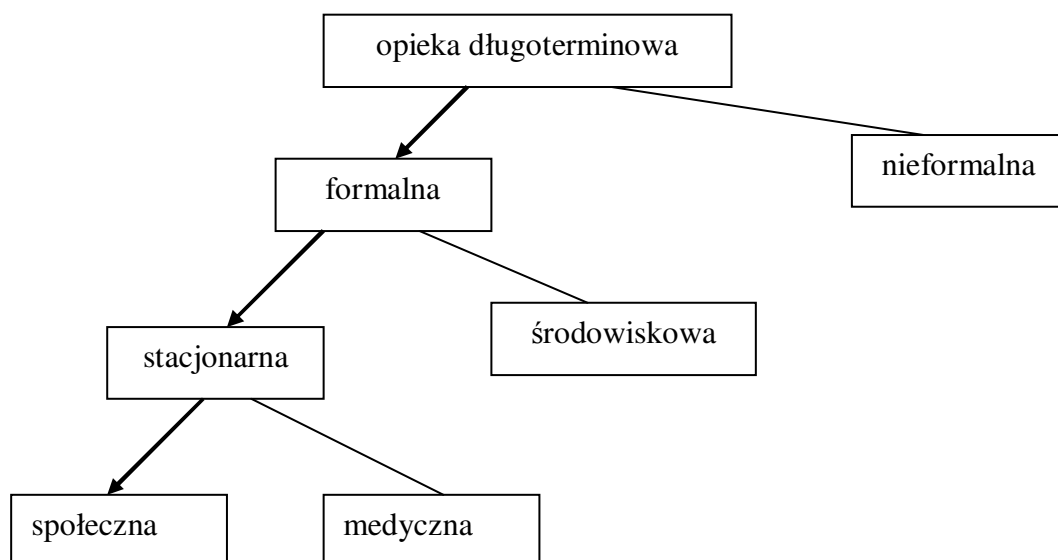 opieka długoterminowa
nieformalna
formalna
środowiskowa
stacjonarna
społeczna
medyczna